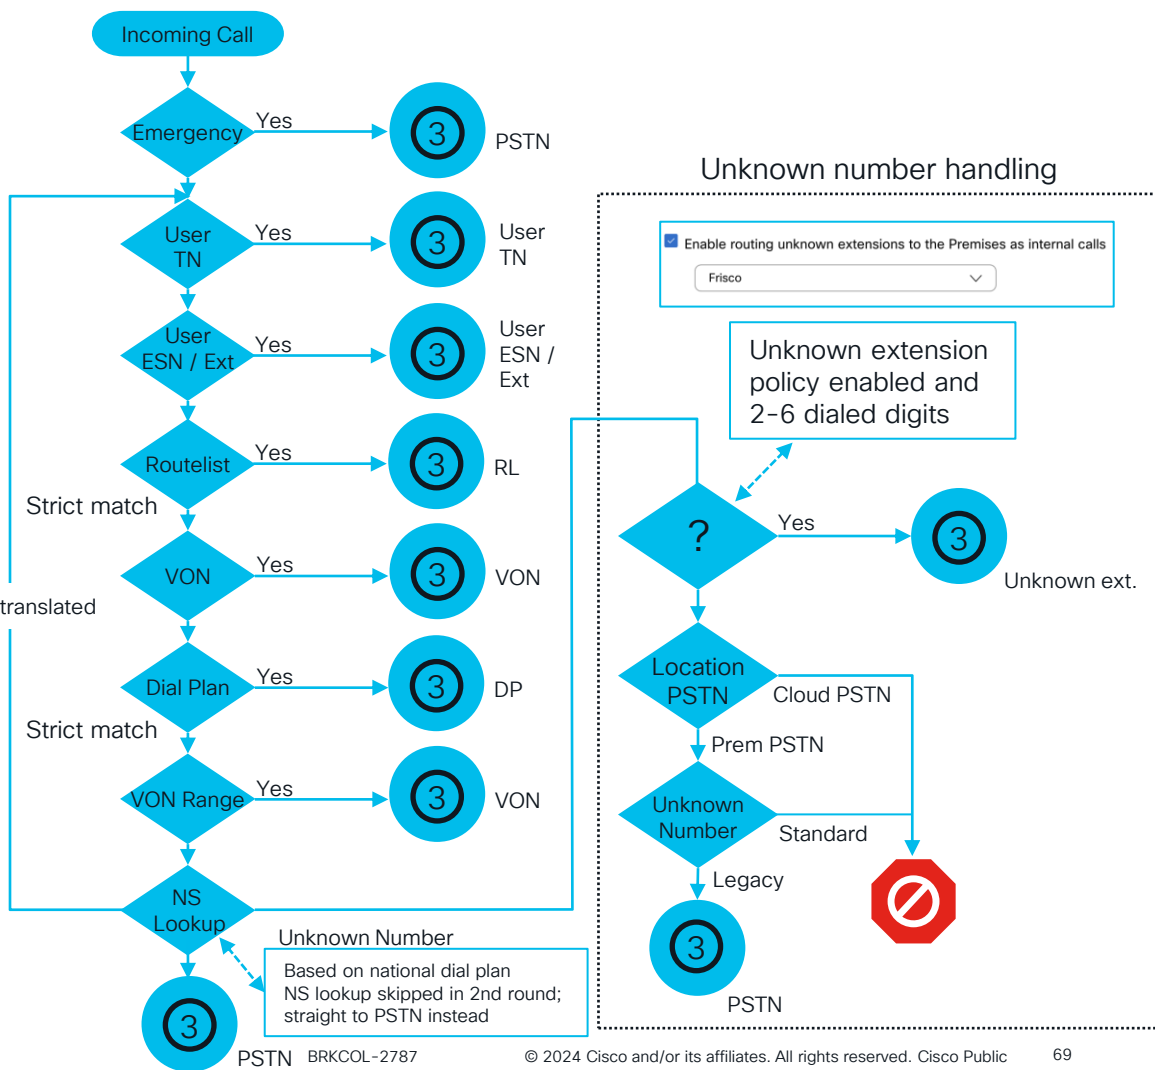 Incoming Call
Emergency
Yes
3
PSTN
User
TN
Yes
3
User
TN
User
ESN / Ext
Yes
3
User
ESN /
Ext
Routelist
Yes
3
RL
Strict match
VON
Yes
3
VON
translated
Dial Plan
Yes
3
DP
Strict match
VON Range
Yes
3
VON
NS
Lookup
Unknown Number
Based on national dial plan
NS lookup skipped in 2nd round;
straight to PSTN instead
3
PSTN
Unknown number handling
Enable routing unknown extensions to the Premises as internal calls
Frisco
Unknown extension
policy enabled and
2-6 dialed digits
?
Yes
3
Unknown ext.
Location
PSTN
Cloud PSTN
Prem PSTN
Unknown
Number
Standard
Legacy
3
PSTN
BRKCOL-2787
© 2024 Cisco and/or its affiliates. All rights reserved. Cisco Public
69